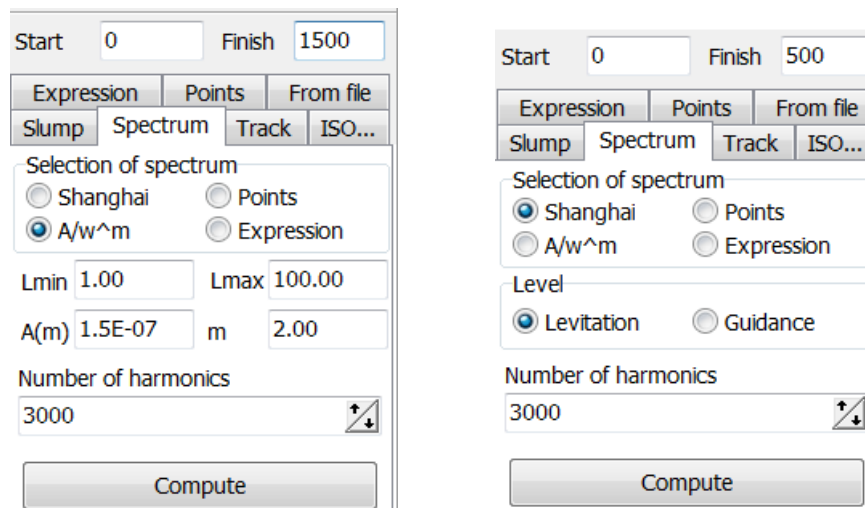 Start 0 Finish 1500
Expression Points From file
Slump Spectrum Track ISO...
Selection of spectrum
Shanghai Points
A/w^m Expression
Lmin 1.00 Lmax 100.00
A(m) 1.5E-07 m 2.00
Number of harmonics
3000
Compute
Start 0 Finish 500
Expression Points From file
Slump Spectrum Track ISO...
Selection of spectrum
Shanghai Points
A/w^m Expression
Level
Levitation Guidance
Number of harmonics
3000
Compute